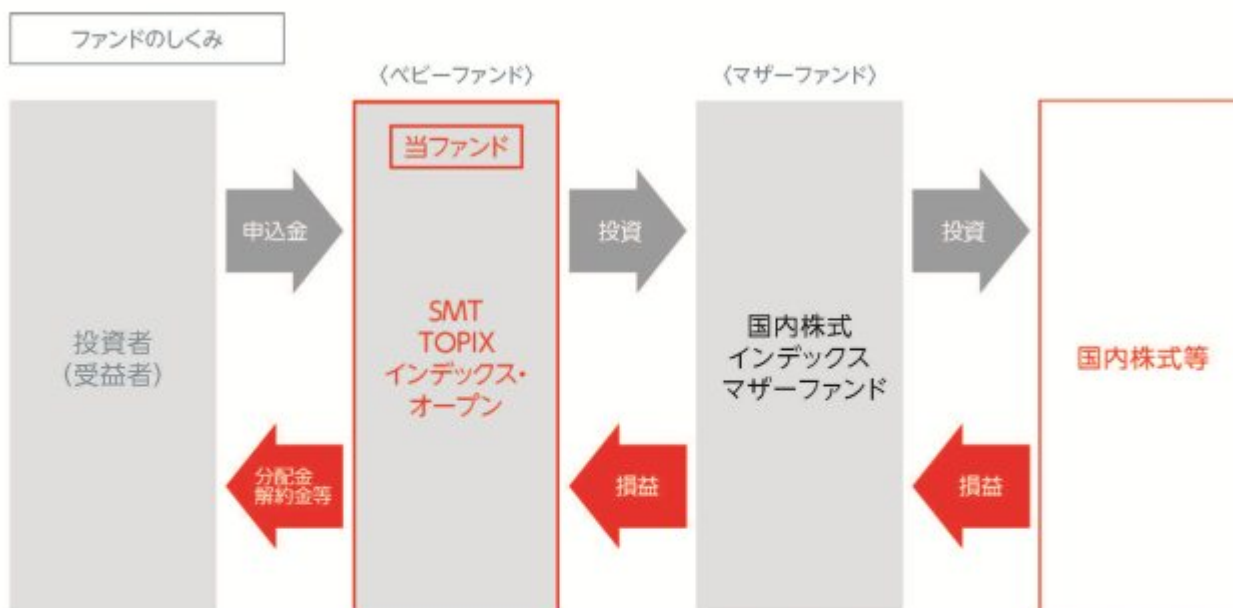 ファンドのしくみ
〈ベビーファンド〉
〈マザーファンド〉
当ファンド
申込金
投資
投資
投資者
(受益者)
SMT
TOPIX
インデックス・
オープン
国内株式
インデックス
マザーファンド
国内株式等
分配金
解約金等
損益
損益